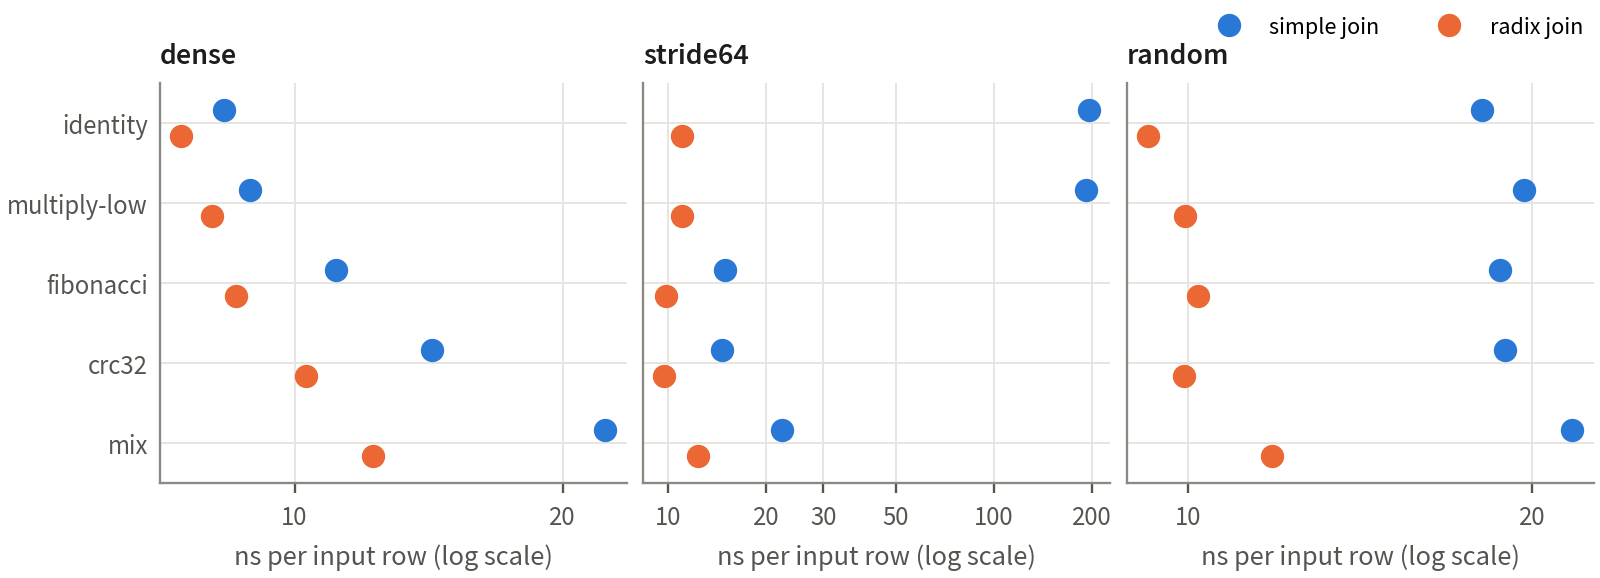 simple join radix join
dense stride64 random
identity
multiply-low
fibonacci
crc32
mix
10 20 10 20 30 50 100 200 10 20
ns per input row (log scale) ns per input row (log scale) ns per input row (log scale)